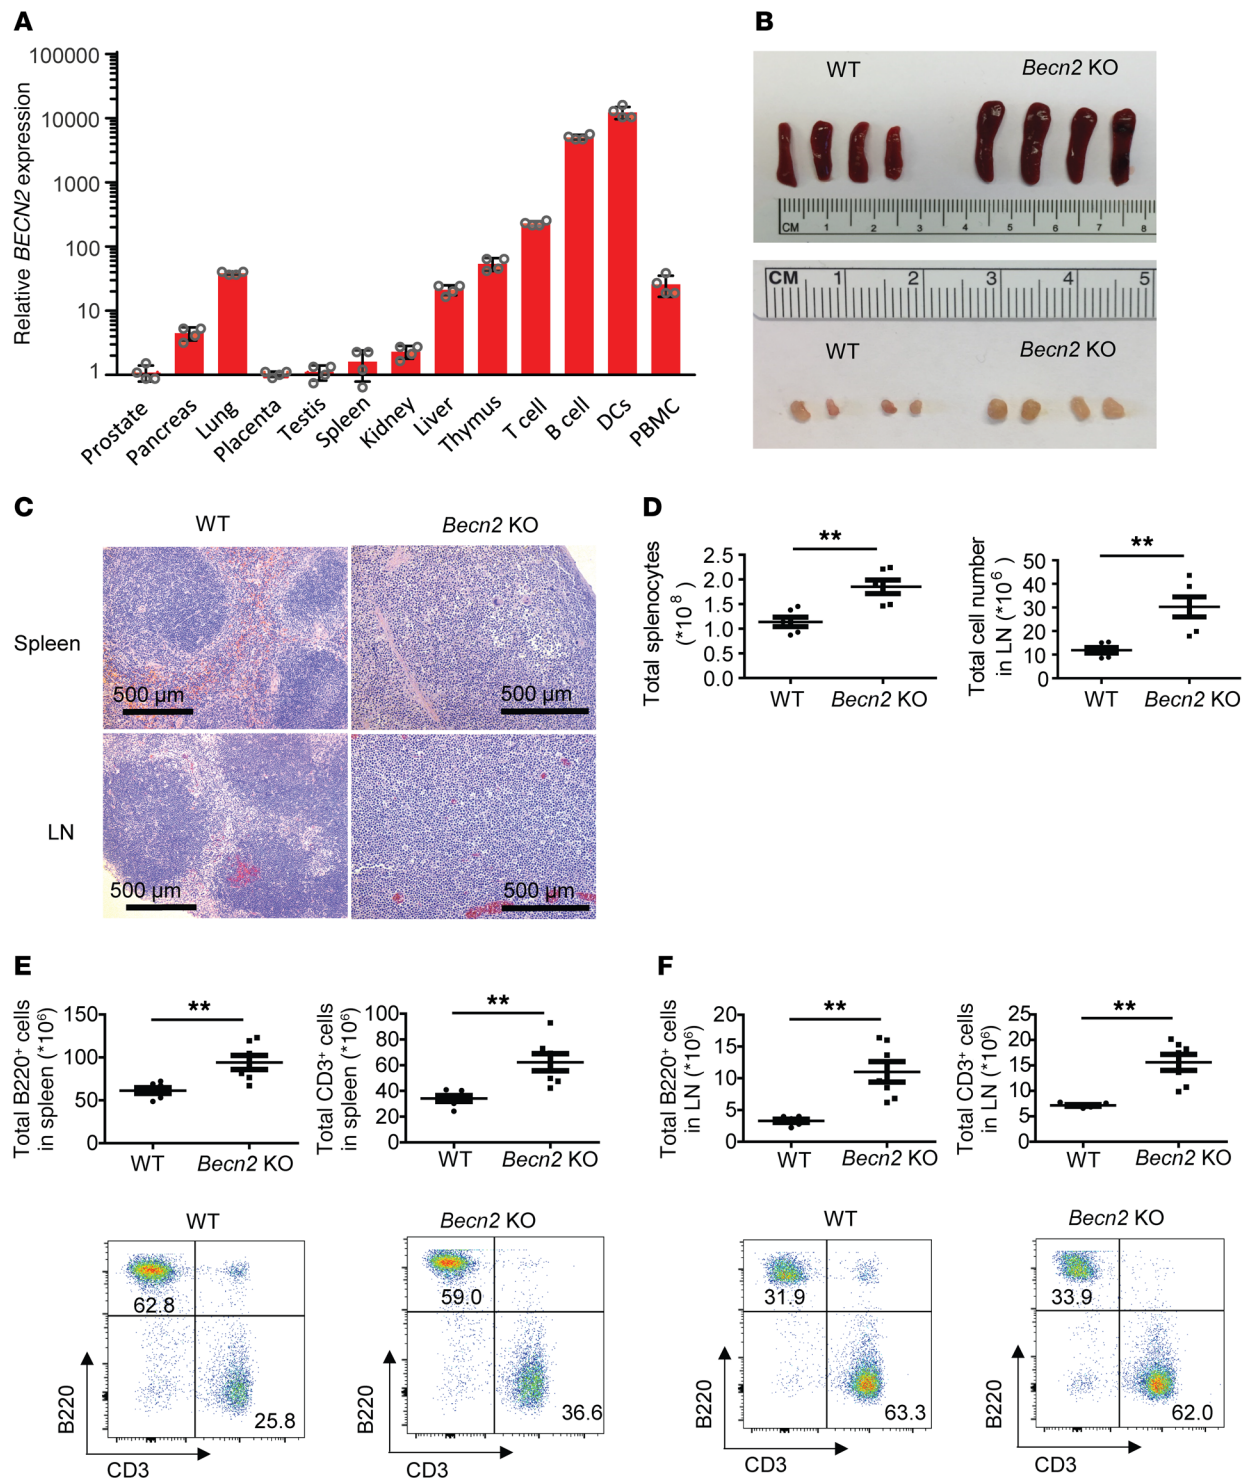 A
Relative BECN2 expression
100000
10000
1000
100
10
1
Prostate
Pancreas
Lung
Placenta
Testis
Spleen
Kidney
Liver
Thymus
T cell
B cell
DCs
PBMC
B
WT
Becn2 KO
CM 1 2 3 4 5 6 7 8
CM 1 2 3 4 5
WT
Becn2 KO
C
WT
Becn2 KO
Spleen
500 µm
500 µm
LN
500 µm
500 µm
D
Total splenocytes
(*10⁸)
2.5
2.0
1.5
1.0
0.5
0.0
**
WT
Becn2 KO
Total cell number
in LN (*10⁶)
50
40
30
20
10
0
**
WT
Becn2 KO
E
Total B220⁺ cells
in spleen (*10⁶)
150
100
50
0
**
WT
Becn2 KO
Total CD3⁺ cells
in spleen (*10⁶)
100
80
60
40
20
0
**
WT
Becn2 KO
WT
62.8
25.8
B220
CD3
Becn2 KO
59.0
36.6
B220
CD3
F
Total B220⁺ cells
in LN (*10⁶)
20
15
10
5
0
**
WT
Becn2 KO
Total CD3⁺ cells
in LN (*10⁶)
25
20
15
10
5
0
**
WT
Becn2 KO
WT
31.9
63.3
B220
CD3
Becn2 KO
33.9
62.0
B220
CD3